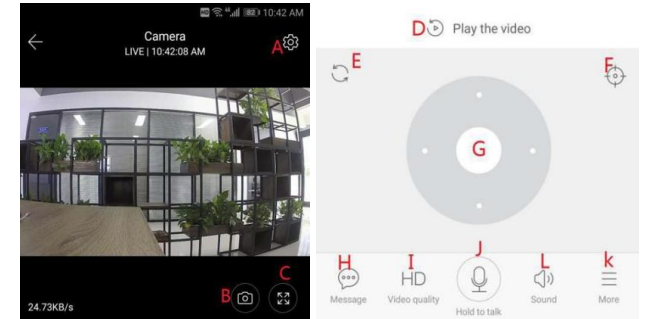 10:42 AM
Camera
LIVE | 10:42:08 AM
A
B
C
24.73KB/s
D Play the video
E
F
G
H
I
J
L
k
HD
Message
Video quality
Hold to talk
Sound
More